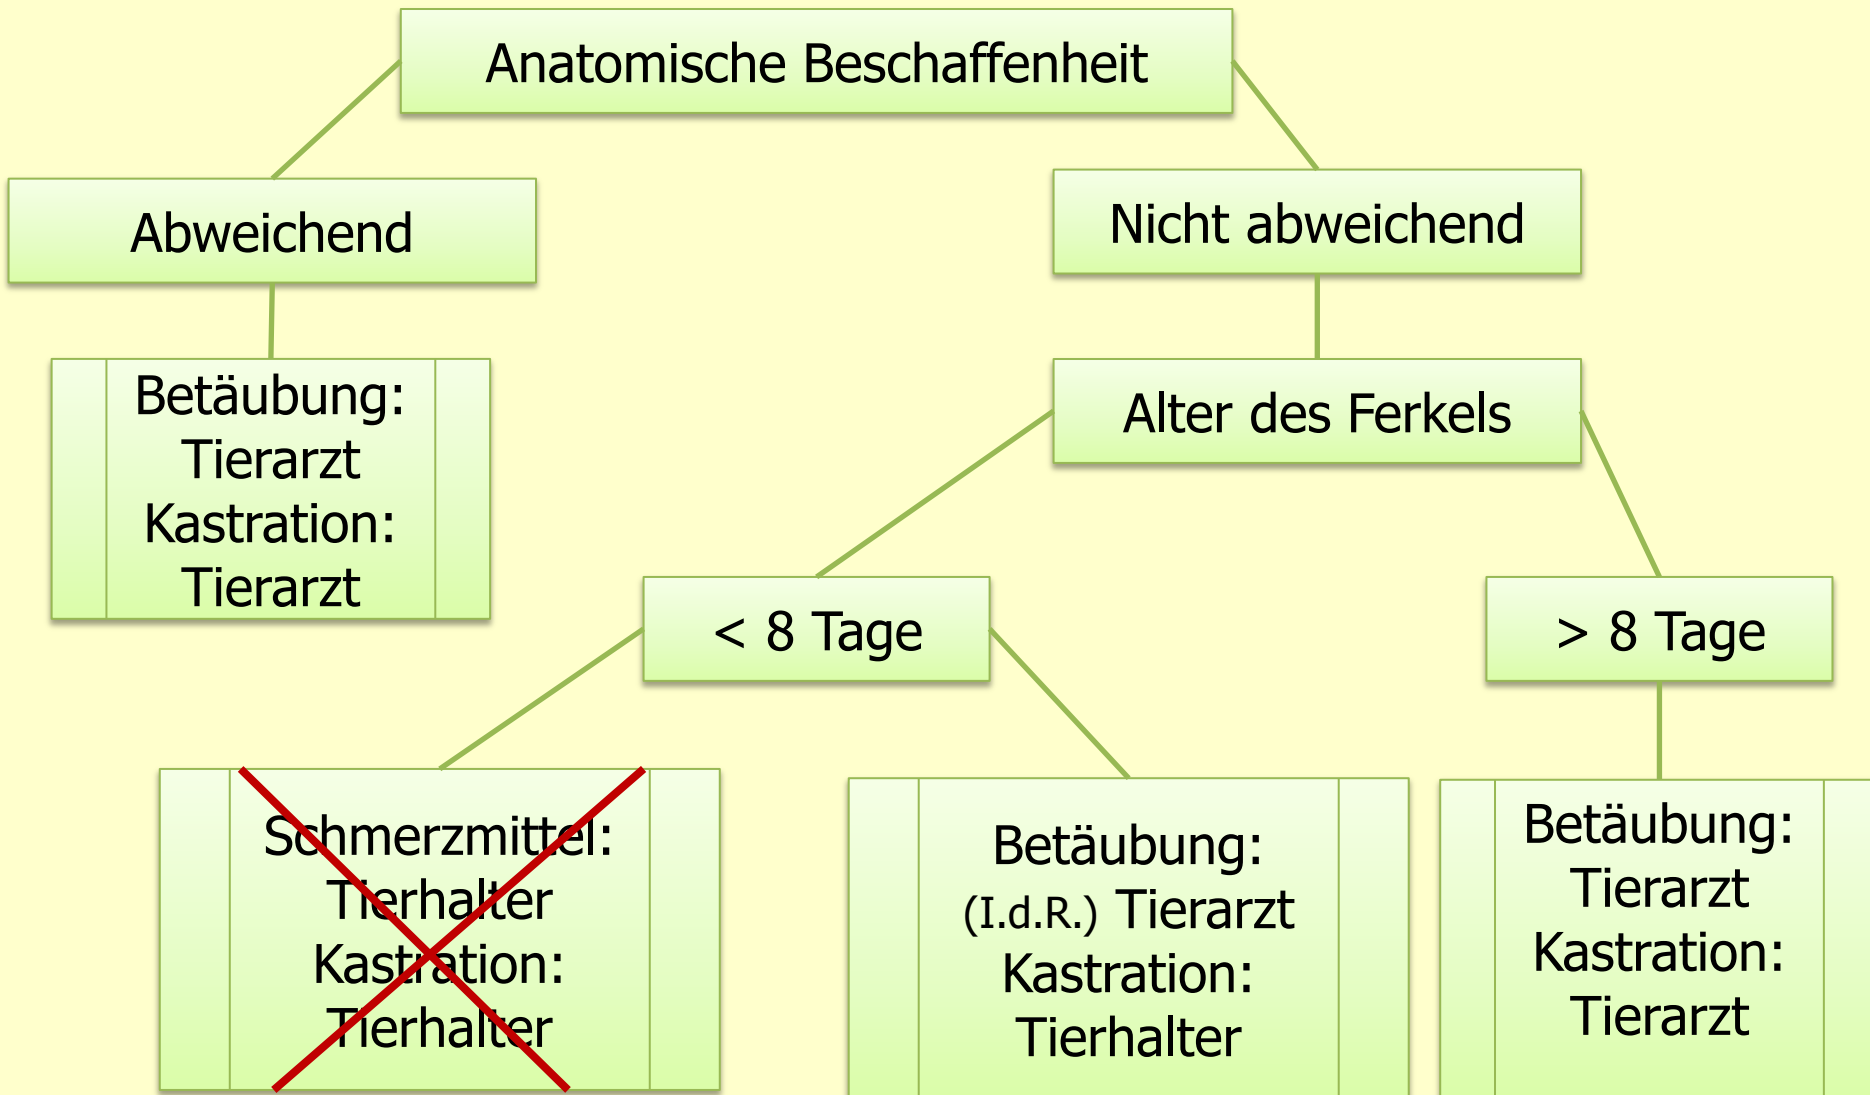 Anatomische Beschaffenheit
Abweichend
Nicht abweichend
Betäubung:
Tierarzt
Kastration:
Tierarzt
Alter des Ferkels
< 8 Tage
> 8 Tage
Schmerzmittel:
Tierhalter
Kastration:
Tierhalter
Betäubung:
(I.d.R.) Tierarzt
Kastration:
Tierhalter
Betäubung:
Tierarzt
Kastration:
Tierarzt